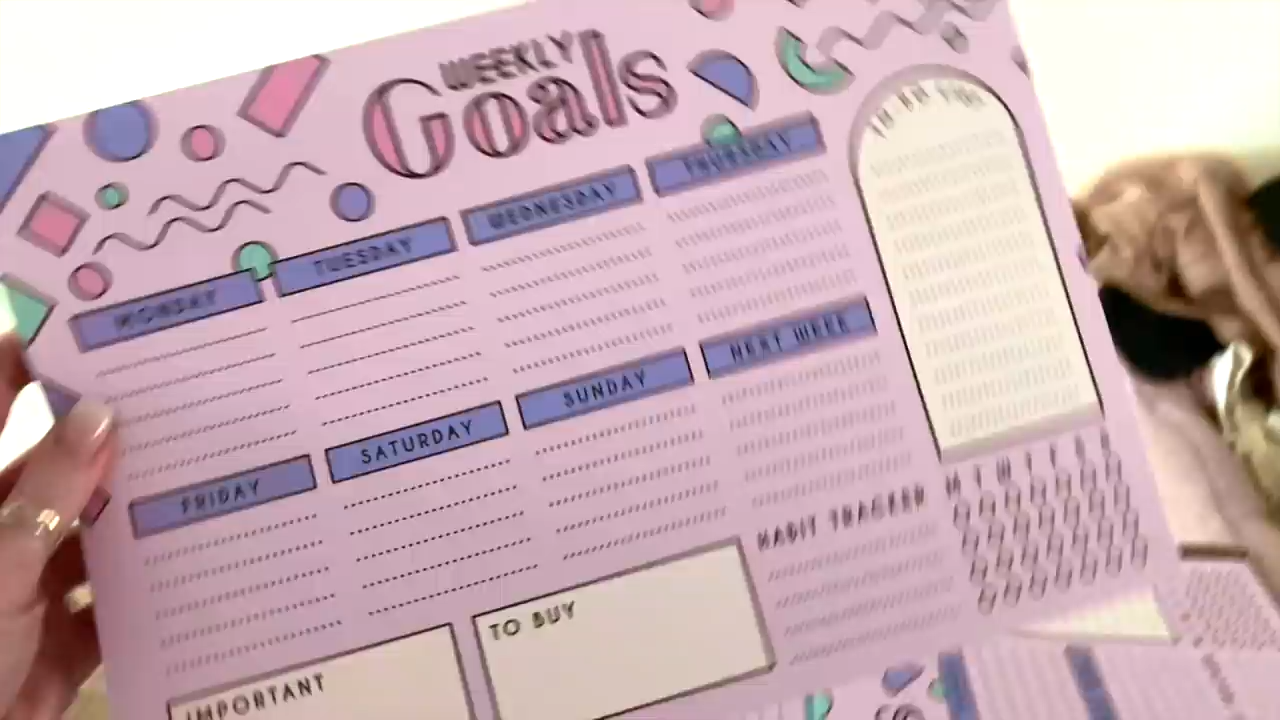 WEEKLY
Goals
MONDAY
TUESDAY
WEDNESDAY
THURSDAY
FRIDAY
SATURDAY
SUNDAY
NEXT WEEK
IMPORTANT
TO BUY
HABIT TRACKER
M T W T F S S